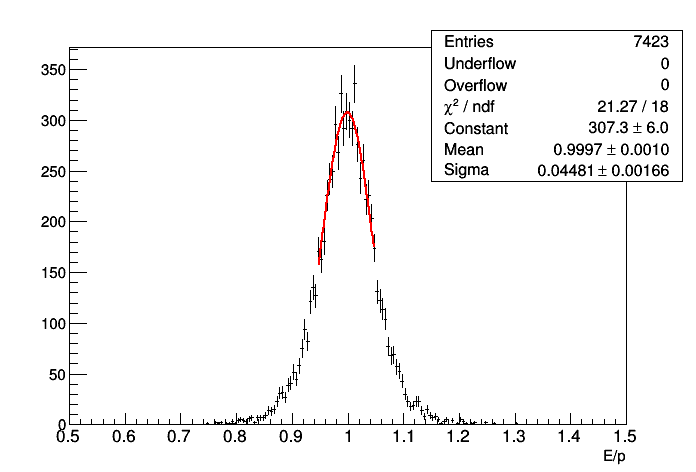 Entries 7423
Underflow 0
Overflow 0
χ² / ndf 21.27 / 18
Constant 307.3 ± 6.0
Mean 0.9997 ± 0.0010
Sigma 0.04481 ± 0.00166
350
300
250
200
150
100
50
0
0.5 0.6 0.7 0.8 0.9 1 1.1 1.2 1.3 1.4 1.5
E/p